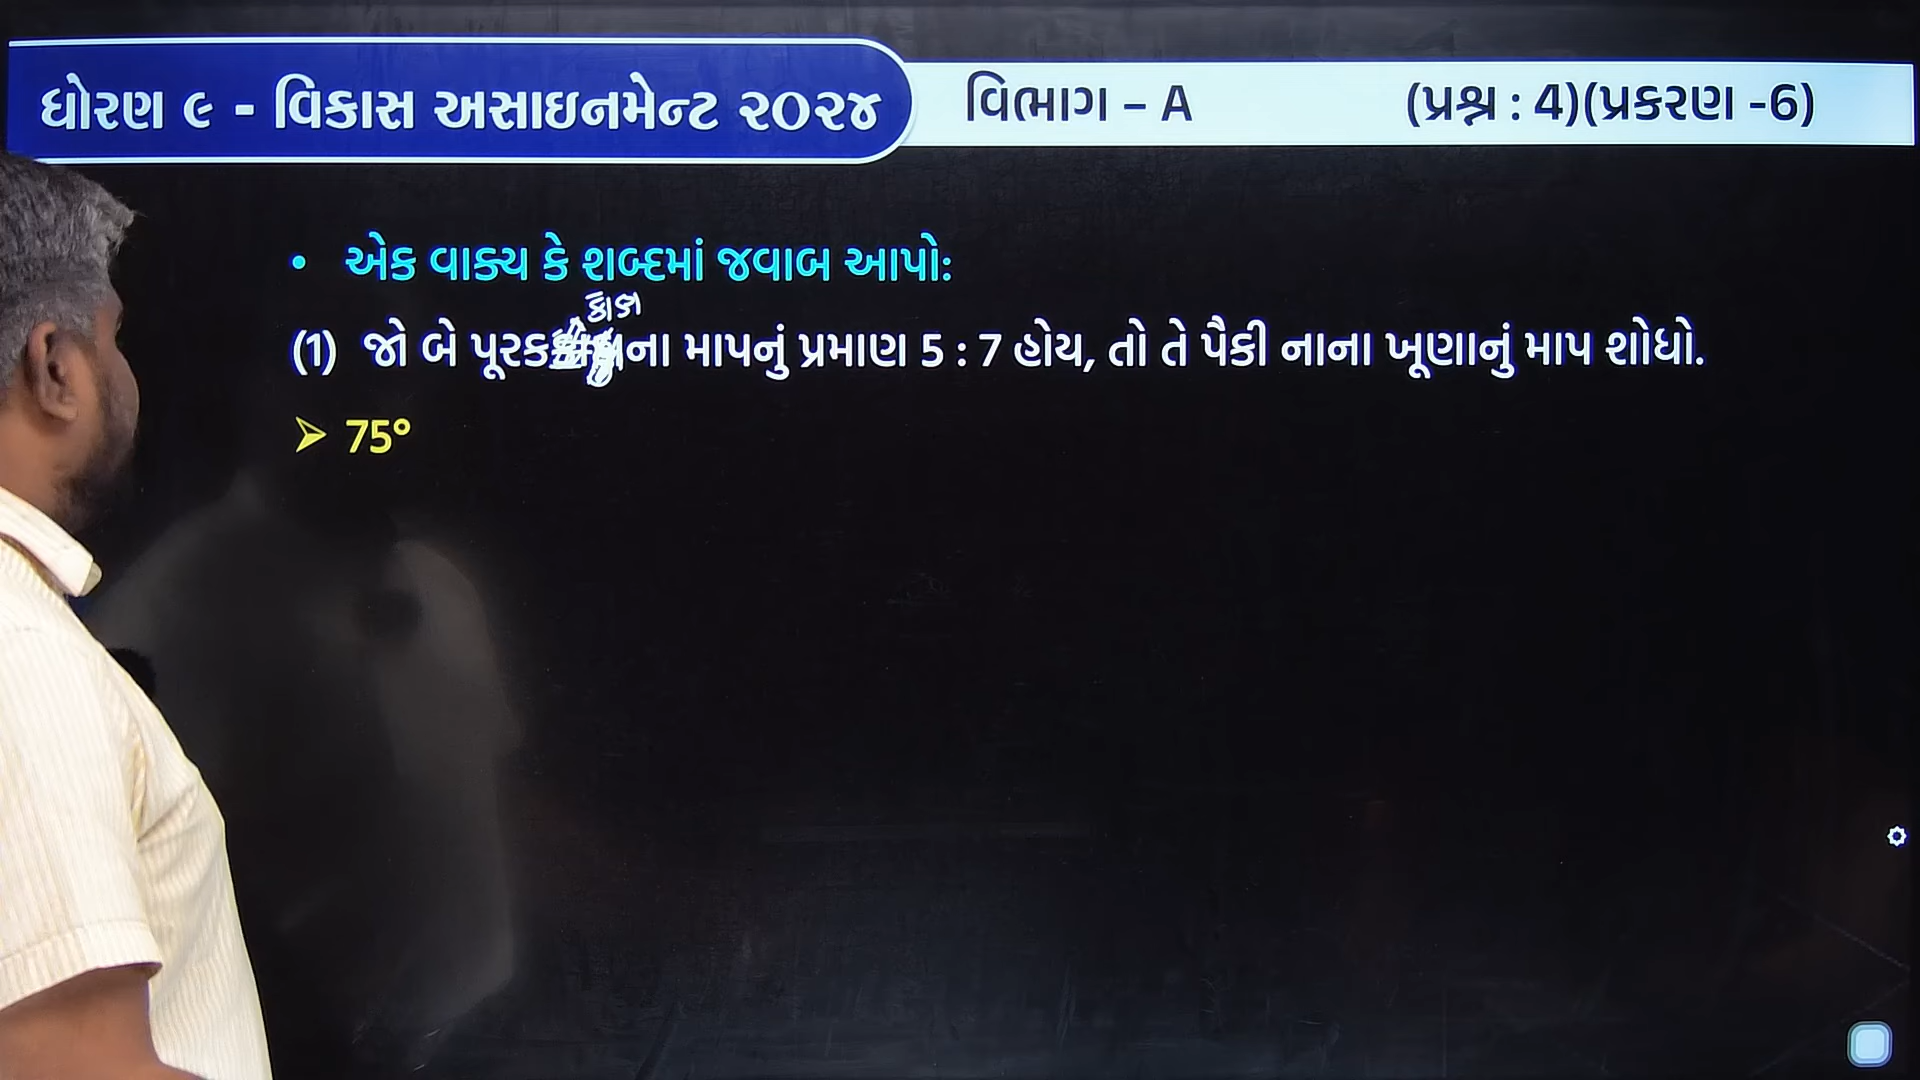 ધોરણ ૯ - વિકાસ અસાઇનમેન્ટ ૨૦૨૪
વિભાગ – A
(પ્રશ્ન : 4)(પ્રકરણ -6)
• એક વાક્ય કે શબ્દમાં જવાબ આપો:
(1) જો બે પૂરક ના માપનું પ્રમાણ 5 : 7 હોય, તો તે પૈકી નાના ખૂણાનું માપ શોધો.
➢ 75°